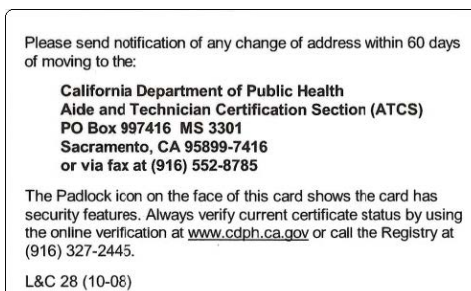 Please send notification of any change of address within 60 days
of moving to the:
California Department of Public Health
Aide and Technician Certification Section (ATCS)
PO Box 997416 MS 3301
Sacramento, CA 95899-7416
or via fax at (916) 552-8785
The Padlock icon on the face of this card shows the card has
security features. Always verify current certificate status by using
the online verification at www.cdph.ca.gov or call the Registry at
(916) 327-2445.
L&C 28 (10-08)